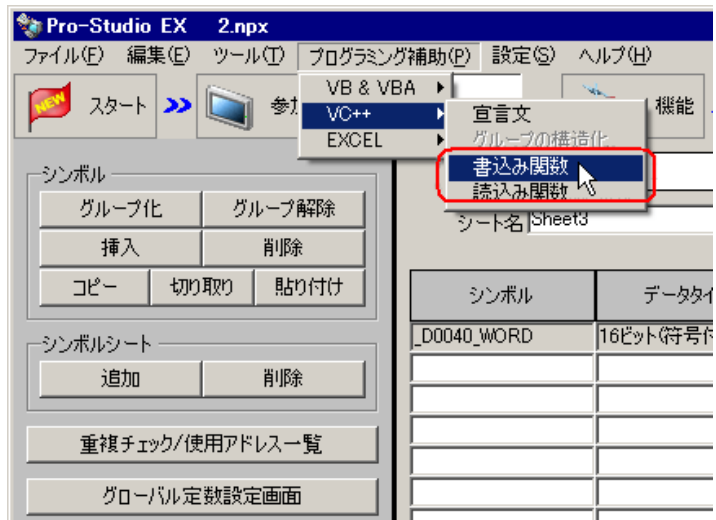 Pro-Studio EX 2.npx
ファイル(F) 編集(E) ツール(T) プログラミング補助(P) 設定(S) ヘルプ(H)
NEW スタート 機能
VB & VBA
VC++
EXCEL
宣言文
グループの構造化
書込み関数
読込み関数
シンボル
グループ化 グループ解除
挿入 削除
コピー 切り取り 貼り付け
シート名 Sheet3
シンボル データタイ
_D0040_WORD 16ビット(符号付
シンボルシート
追加 削除
重複チェック/使用アドレス一覧
グローバル定数設定画面